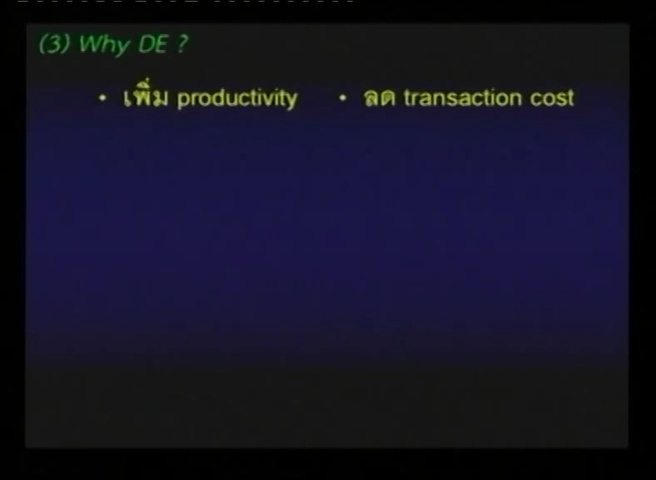 (3) Why DE ?
• เพิ่ม productivity • ลด transaction cost